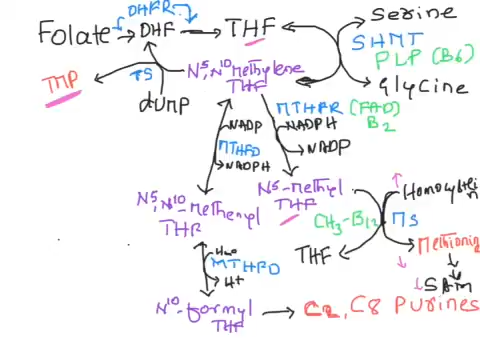 DHFR
Folate DHF THF
Serine
SHMT
PLP (B6)
Glycine
TMP TS N5,N10 Methylene
THF
dUMP
MTHFR (FAD)
B2
NADP NADPH
MTHFD NADP
NADPH
N5,N10-Methenyl N5-Methyl Homocystein
THF THF
CH3-B12 MS
THF Methionin
H2O
MTHFD
H+
SAM
N10-formyl C2, C8 Purines
THF